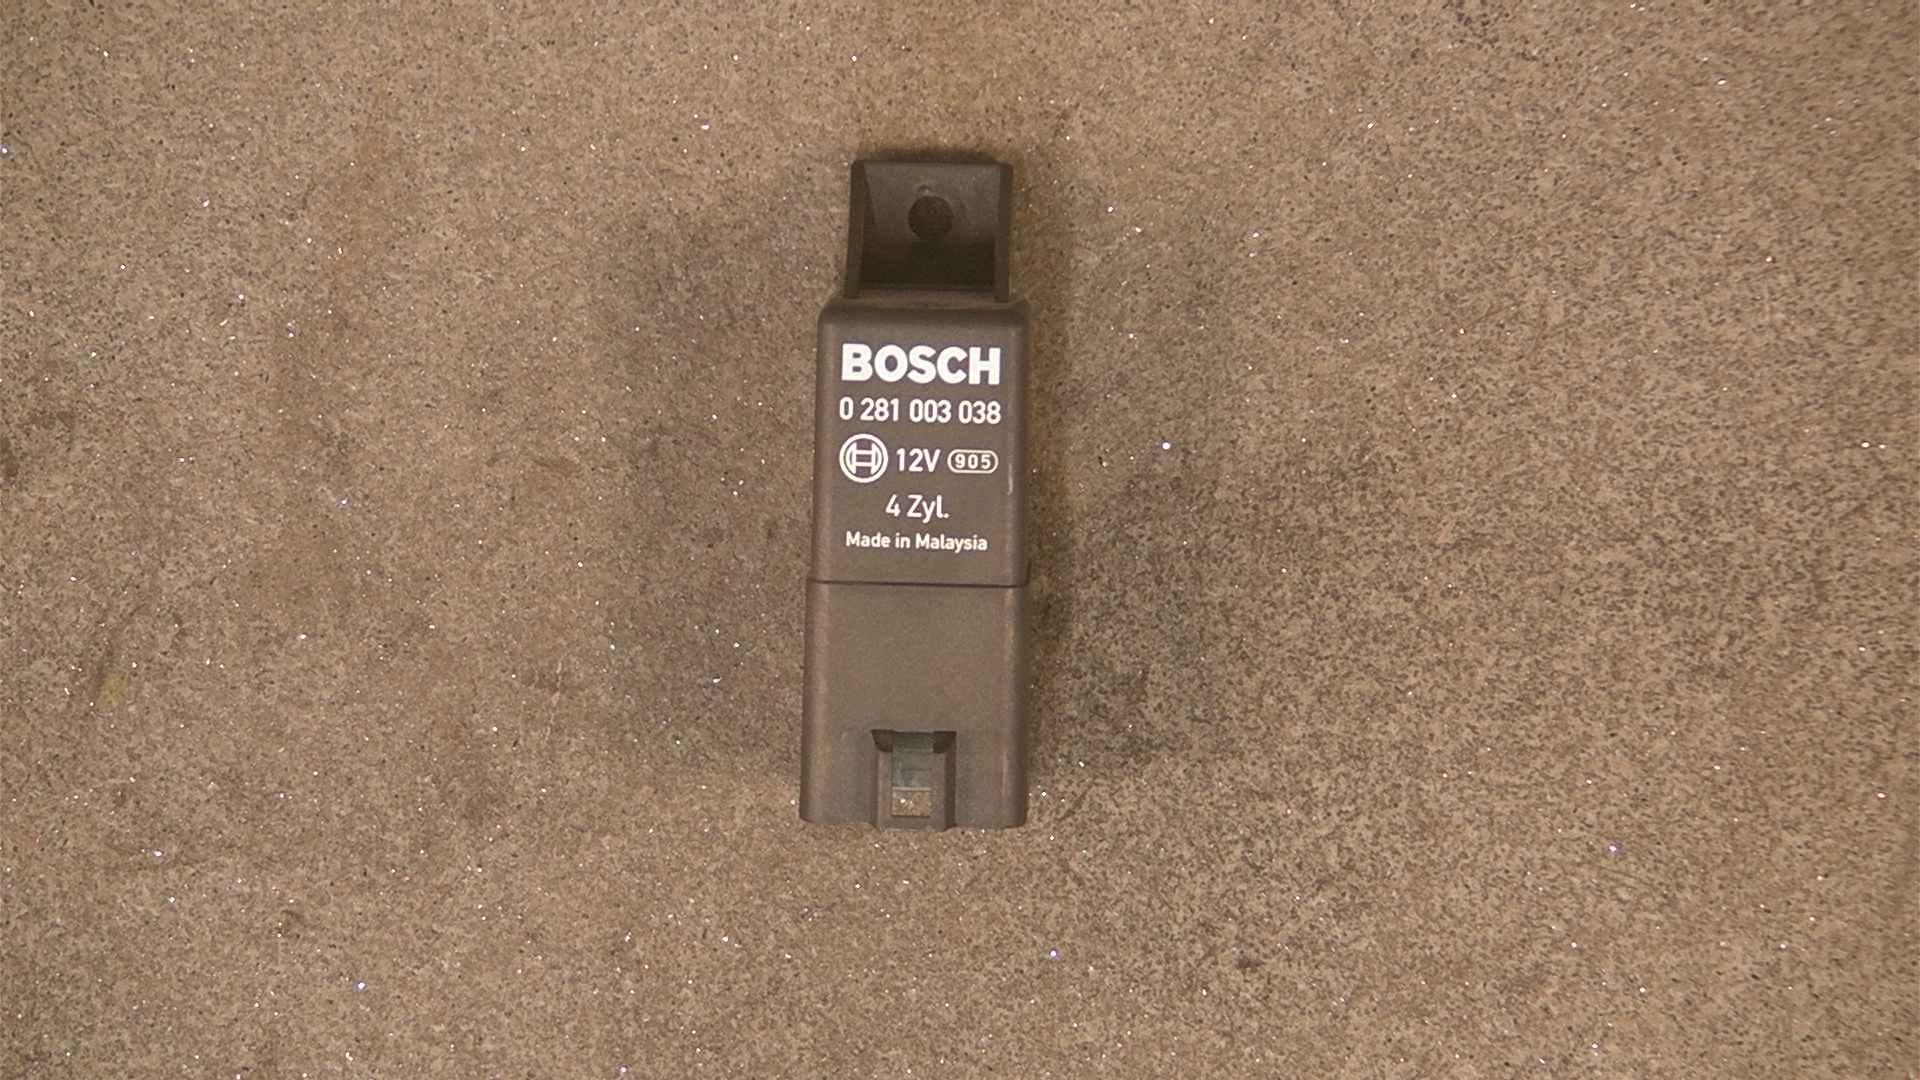 BOSCH
0 281 003 038
12V 905
4 Zyl.
Made in Malaysia